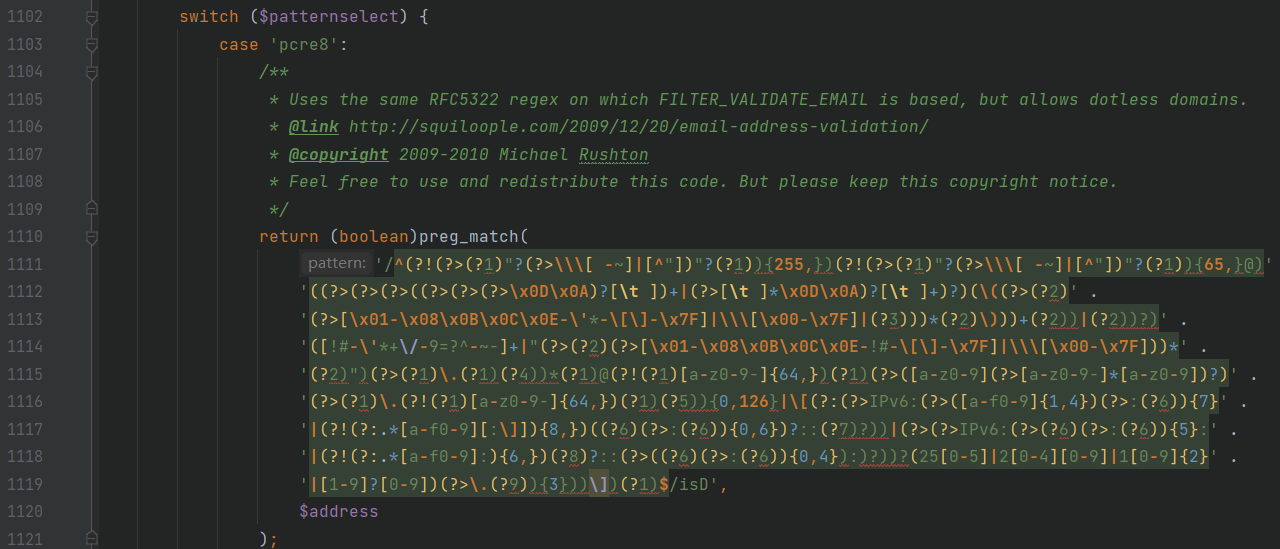 1102 switch ($patternselect) {
1103 case 'pcre8':
1104 /**
1105 * Uses the same RFC5322 regex on which FILTER_VALIDATE_EMAIL is based, but allows dotless domains.
1106 * @link http://squiloople.com/2009/12/20/email-address-validation/
1107 * @copyright 2009-2010 Michael Rushton
1108 * Feel free to use and redistribute this code. But please keep this copyright notice.
1109 */
1110 return (boolean)preg_match(
1111 pattern: '/^(?!(?>(?1)"?(?>\\\[ -~]|[^"])"?(?1)){255,})(?!(?>(?1)"?(?>\\\[ -~]|[^"])"?(?1)){65,}@)'
1112 '((?>(?>(?>((?>(?>(?>\x0D\x0A)?[\t ])+|(?>[\t ]*\x0D\x0A)?[\t ]+)?)(\((?>(?2)' .
1113 '(?>[\x01-\x08\x0B\x0C\x0E-\'*-\[\]-\x7F]|\\\[\x00-\x7F]|(?3)))*(?2)\)))+(?2))|(?2))?)' .
1114 '([!#-\'*+\/-9=?^-~-]+|"(?>(?2)(?>[\x01-\x08\x0B\x0C\x0E-!#-\[\]-\x7F]|\\\[\x00-\x7F]))*' .
1115 '(?2)")(?>(?1)\.(?1)(?4))*(?1)@(?!(?1)[a-z0-9-]{64,})(?1)(?>([a-z0-9](?>[a-z0-9-]*[a-z0-9])?)' .
1116 '(?>(?1)\.(?!(?1)[a-z0-9-]{64,})(?1)(?5)){0,126}|\[(?:(?>IPv6:(?>([a-f0-9]{1,4})(?>:(?6)){7}' .
1117 '|(?!(?:.*[a-f0-9][:\]]){8,})((?6)(?>:(?6)){0,6})?::(?7)?))|(?>(?>IPv6:(?>(?6)(?>:(?6)){5}:' .
1118 '|(?!(?:.*[a-f0-9]:){6,})(?8)?::(?>((?6)(?>:(?6)){0,4}):)?))?(25[0-5]|2[0-4][0-9]|1[0-9]{2}' .
1119 '|[1-9]?[0-9])(?>\.(?9)){3}))\])(?1)$/isD',
1120 $address
1121 );